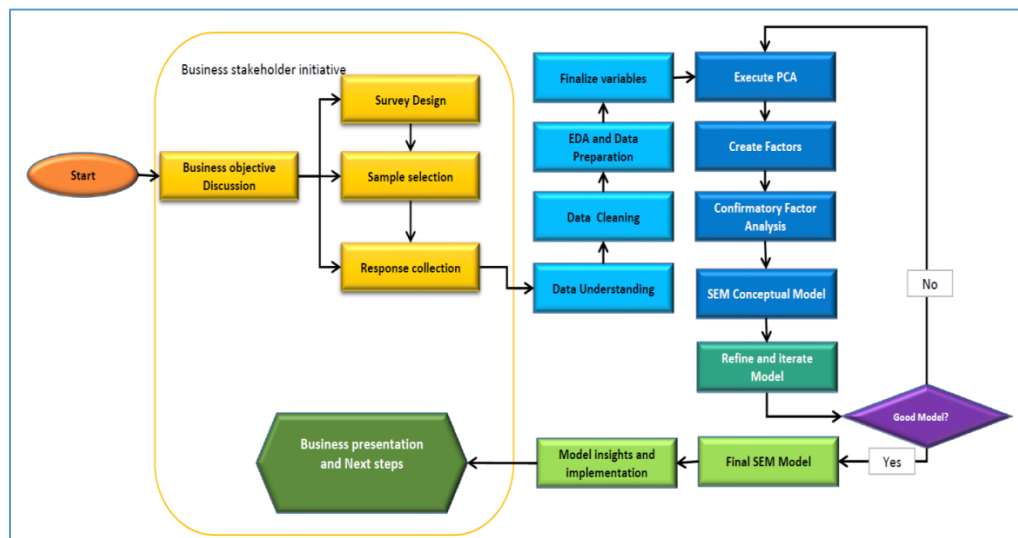 Business stakeholder initiative
Start
Business objective
Discussion
Survey Design
Sample selection
Response collection
Data Understanding
Data Cleaning
EDA and Data
Preparation
Finalize variables
Execute PCA
Create Factors
Confirmatory Factor
Analysis
SEM Conceptual Model
Refine and iterate
Model
Good Model?
No
Yes
Final SEM Model
Model insights and
implementation
Business presentation
and Next steps